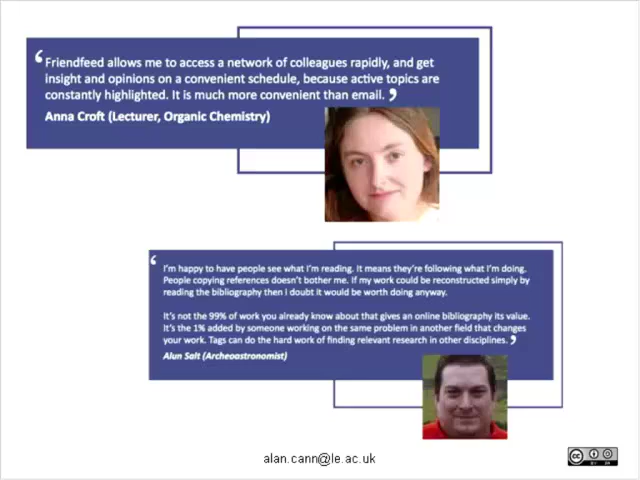 ‘Friendfeed allows me to access a network of colleagues rapidly, and get
insight and opinions on a convenient schedule, because active topics are
constantly highlighted. It is much more convenient than email.’
Anna Croft (Lecturer, Organic Chemistry)
‘I'm happy to have people see what I'm reading. It means they're following what I'm doing.
People copying references doesn't bother me. If my work could be reconstructed simply by
reading the bibliography then I doubt it would be worth doing anyway.
It's not the 99% of work you already know about that gives an online bibliography its value.
It's the 1% added by someone working on the same problem in another field that changes
your work. Tags can do the hard work of finding relevant research in other disciplines.’
Alun Salt (Archeoastronomist)
alan.cann@le.ac.uk
cc
BY SA